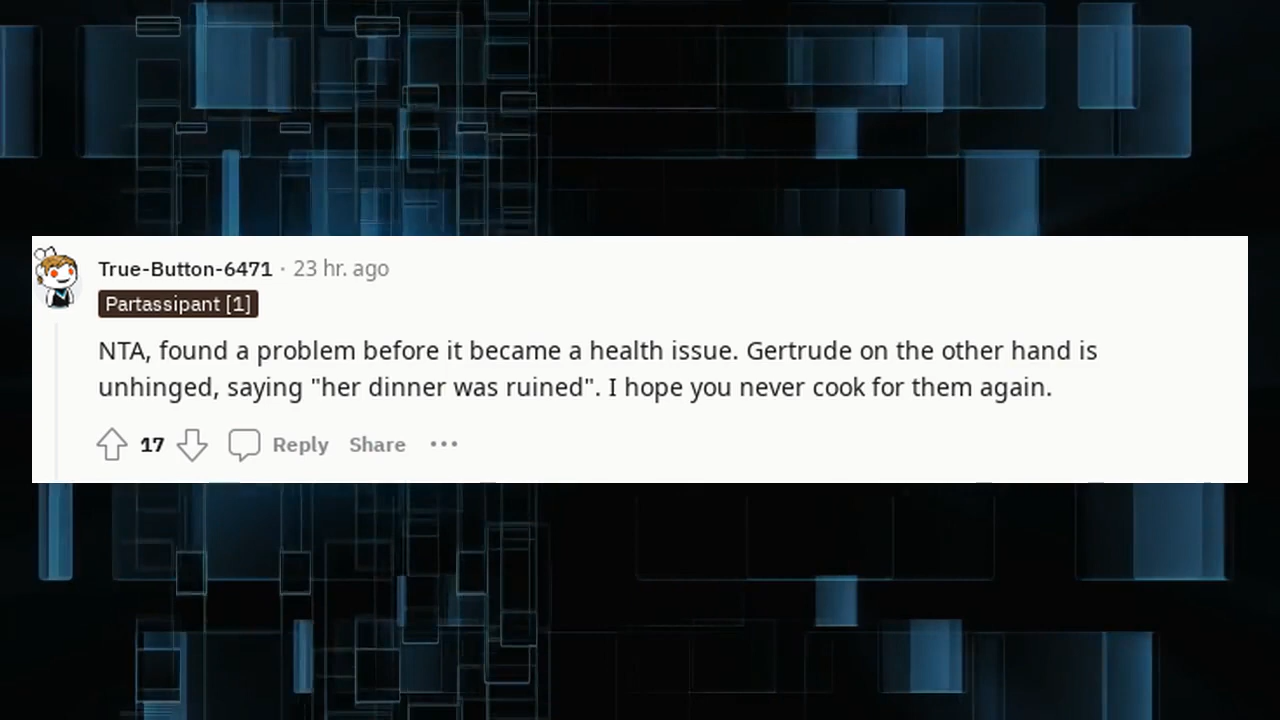 True-Button-6471 · 23 hr. ago
Partassipant [1]
NTA, found a problem before it became a health issue. Gertrude on the other hand is
unhinged, saying "her dinner was ruined". I hope you never cook for them again.
17 Reply Share ···